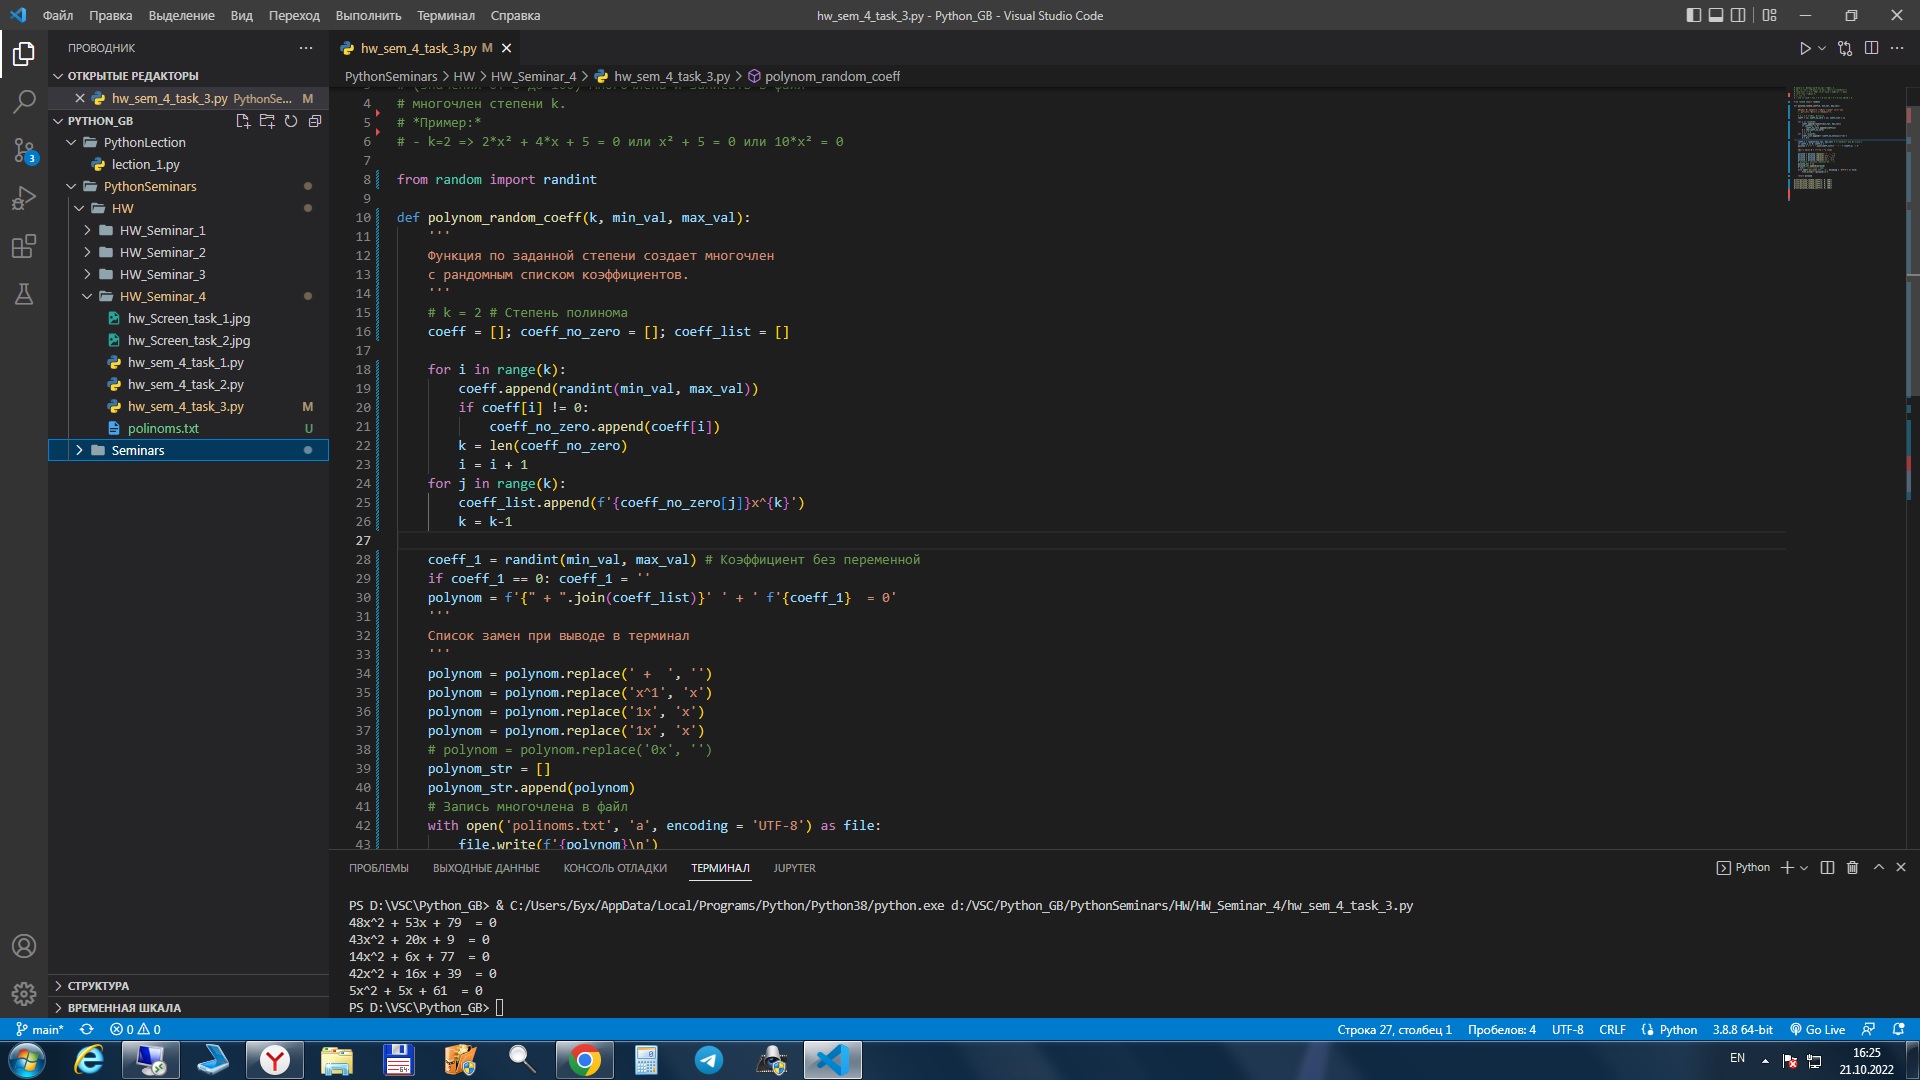 Файл Правка Выделение Вид Переход Выполнить Терминал Справка
hw_sem_4_task_3.py - Python_GB - Visual Studio Code
ПРОВОДНИК
ОТКРЫТЫЕ РЕДАКТОРЫ
hw_sem_4_task_3.py PythonSe... M
PYTHON_GB
PythonLection
lection_1.py
PythonSeminars
HW
HW_Seminar_1
HW_Seminar_2
HW_Seminar_3
HW_Seminar_4
hw_Screen_task_1.jpg
hw_Screen_task_2.jpg
hw_sem_4_task_1.py
hw_sem_4_task_2.py
hw_sem_4_task_3.py M
polinoms.txt U
Seminars
3
СТРУКТУРА
ВРЕМЕННАЯ ШКАЛА
hw_sem_4_task_3.py M
PythonSeminars > HW > HW_Seminar_4 > hw_sem_4_task_3.py > polynom_random_coeff
4 # многочлен степени k.
5 # *Пример:*
6 # - k=2 => 2*x² + 4*x + 5 = 0 или x² + 5 = 0 или 10*x² = 0
7
8 from random import randint
9
10 def polynom_random_coeff(k, min_val, max_val):
11     '''
12     Функция по заданной степени создает многочлен
13     с рандомным списком коэффициентов.
14     '''
15     # k = 2 # Степень полинома
16     coeff = []; coeff_no_zero = []; coeff_list = []
17
18     for i in range(k):
19         coeff.append(randint(min_val, max_val))
20         if coeff[i] != 0:
21             coeff_no_zero.append(coeff[i])
22         k = len(coeff_no_zero)
23         i = i + 1
24     for j in range(k):
25         coeff_list.append(f'{coeff_no_zero[j]}x^{k}')
26         k = k-1
27
28     coeff_1 = randint(min_val, max_val) # Коэффициент без переменной
29     if coeff_1 == 0: coeff_1 = ''
30     polynom = f'{" + ".join(coeff_list)}' ' + ' f'{coeff_1}  = 0'
31     '''
32     Список замен при выводе в терминал
33     '''
34     polynom = polynom.replace(' +  ', '')
35     polynom = polynom.replace('x^1', 'x')
36     polynom = polynom.replace('1x', 'x')
37     polynom = polynom.replace('1x', 'x')
38     # polynom = polynom.replace('0x', '')
39     polynom_str = []
40     polynom_str.append(polynom)
41     # Запись многочлена в файл
42     with open('polinoms.txt', 'a', encoding = 'UTF-8') as file:
43         file.write(f'{polynom}\n')
ПРОБЛЕМЫ ВЫХОДНЫЕ ДАННЫЕ КОНСОЛЬ ОТЛАДКИ ТЕРМИНАЛ JUPYTER
Python
PS D:\VSC\Python_GB> & C:/Users/Бух/AppData/Local/Programs/Python/Python38/python.exe d:/VSC/Python_GB/PythonSeminars/HW/HW_Seminar_4/hw_sem_4_task_3.py
48x^2 + 53x + 79  = 0
43x^2 + 20x + 9  = 0
14x^2 + 6x + 77  = 0
42x^2 + 16x + 39  = 0
5x^2 + 5x + 61  = 0
PS D:\VSC\Python_GB>
main* 0 0
Строка 27, столбец 1 Пробелов: 4 UTF-8 CRLF Python 3.8.8 64-bit Go Live
EN
16:25
21.10.2022